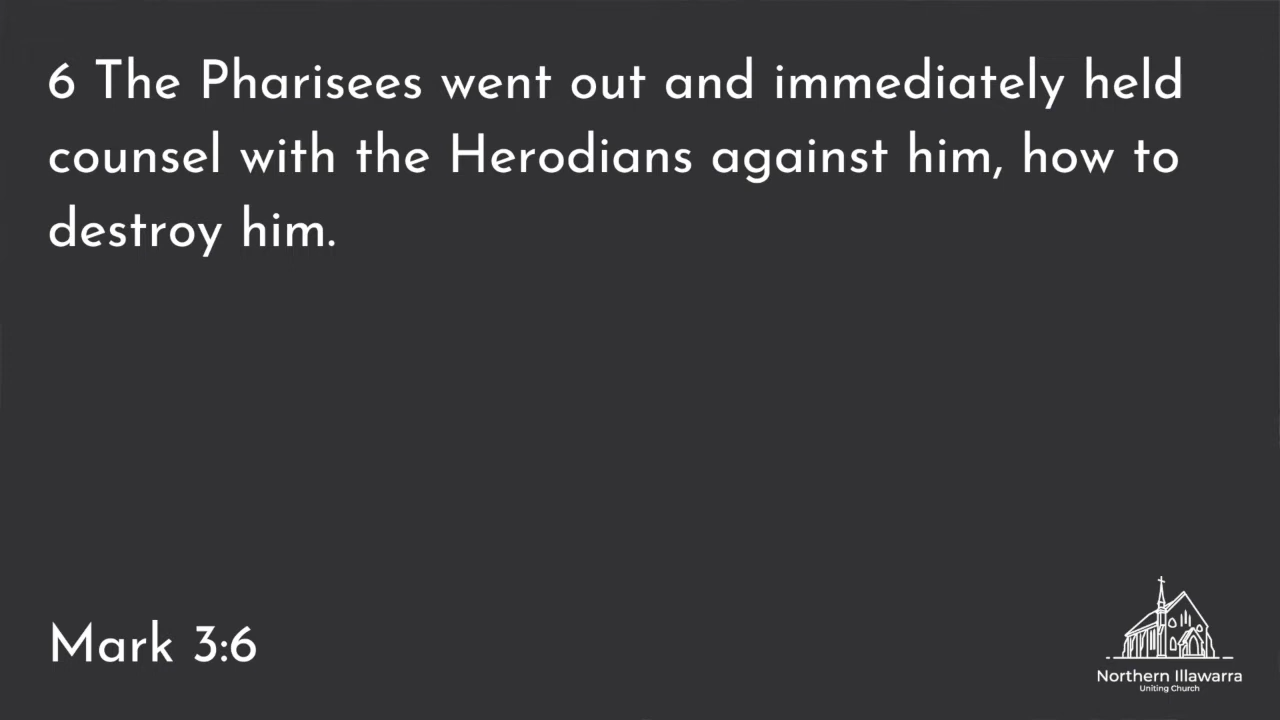 6 The Pharisees went out and immediately held
counsel with the Herodians against him, how to
destroy him.
Mark 3:6
Northern Illawarra
Uniting Church